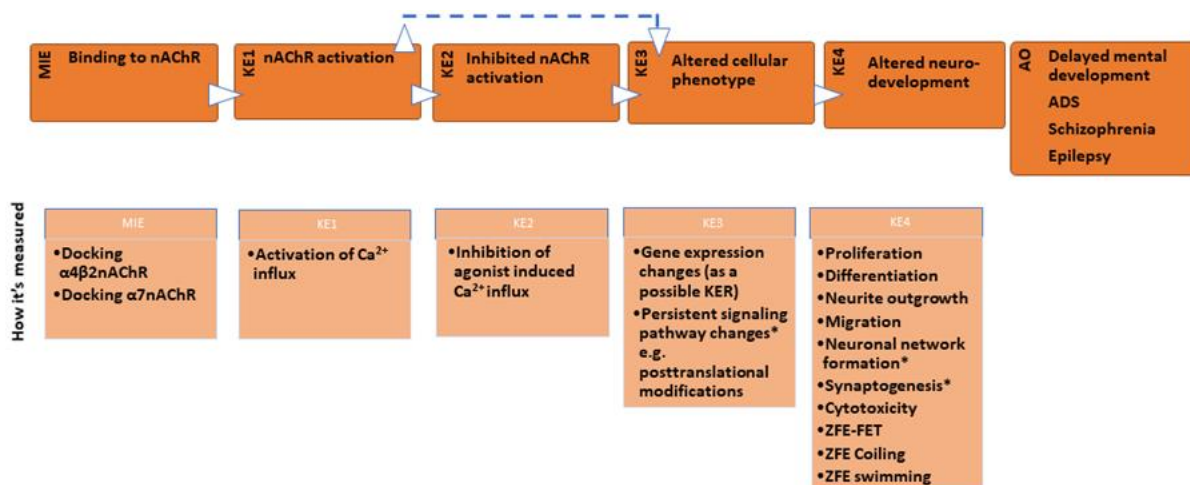 MIE
Binding to nAChR
KE1
nAChR activation
KE2
Inhibited nAChR
activation
KE3
Altered cellular
phenotype
KE4
Altered neuro-
development
AO
Delayed mental
development
ADS
Schizophrenia
Epilepsy
How it's measured
MIE
•Docking
α4β2nAChR
•Docking α7nAChR
KE1
•Activation of Ca²⁺
influx
KE2
•Inhibition of
agonist induced
Ca²⁺ influx
KE3
•Gene expression
changes (as a
possible KER)
•Persistent signaling
pathway changes*
e.g.
posttranslational
modifications
KE4
•Proliferation
•Differentiation
•Neurite outgrowth
•Migration
•Neuronal network
formation*
•Synaptogenesis*
•Cytotoxicity
•ZFE-FET
•ZFE Coiling
•ZFE swimming